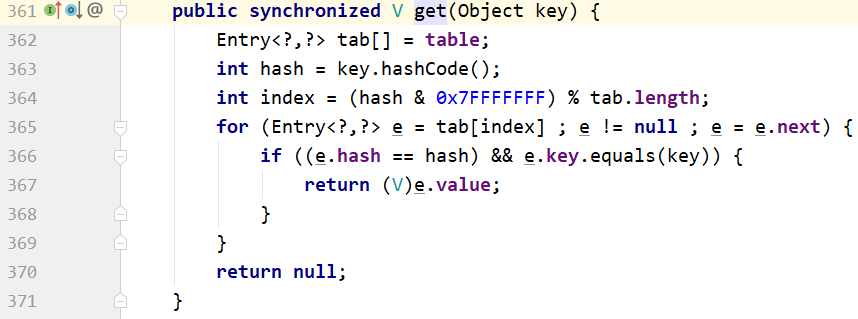 361 @ public synchronized V get(Object key) {
362 Entry<?,?> tab[] = table;
363 int hash = key.hashCode();
364 int index = (hash & 0x7FFFFFFF) % tab.length;
365 for (Entry<?,?> e = tab[index] ; e != null ; e = e.next) {
366 if ((e.hash == hash) && e.key.equals(key)) {
367 return (V)e.value;
368 }
369 }
370 return null;
371 }